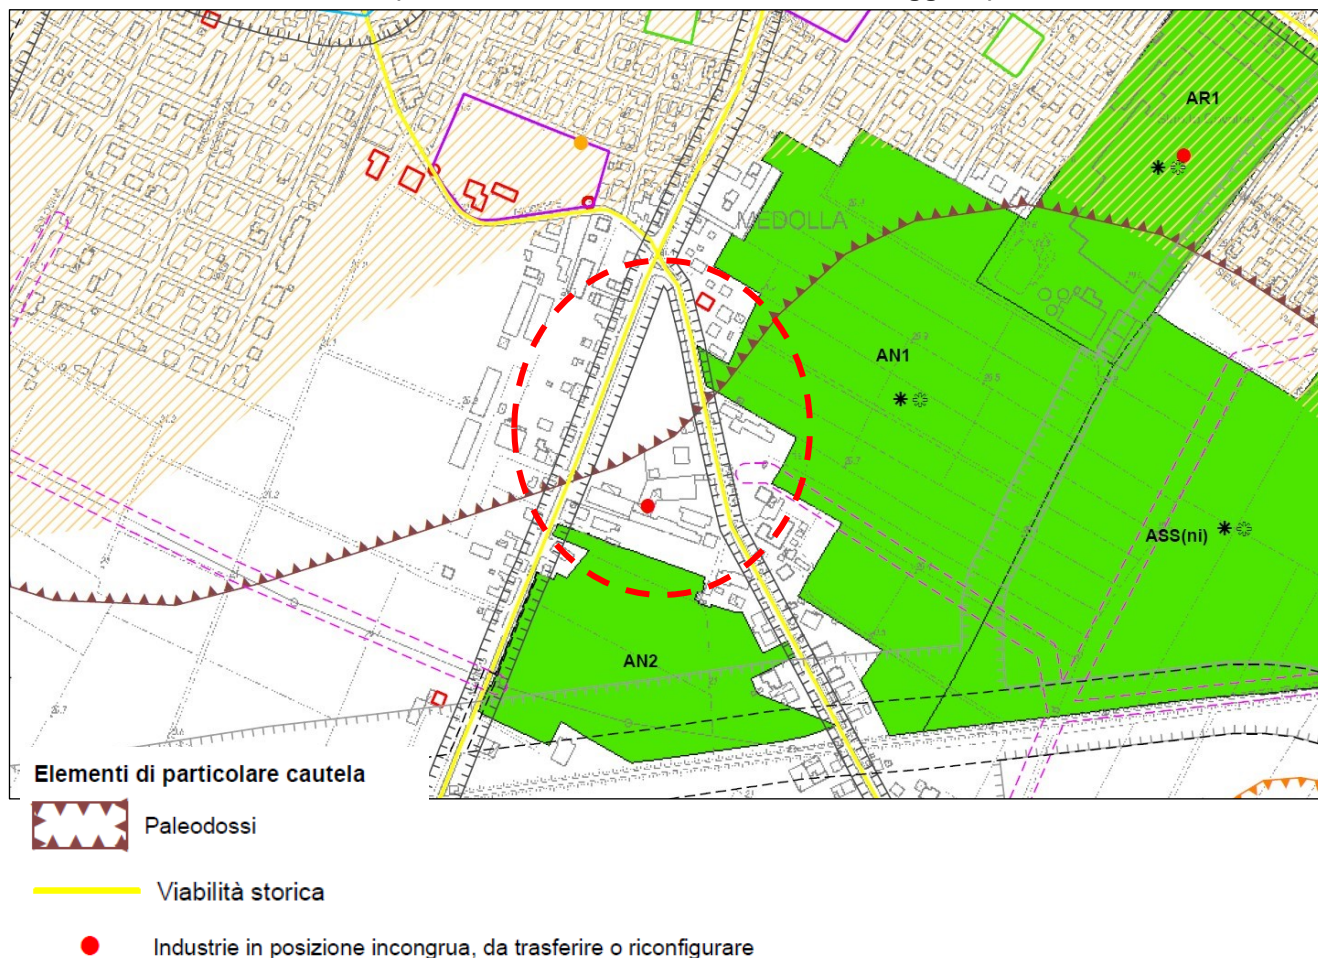 AR1
MEDOLLA
AN1
ASS(ni)
AN2
Elementi di particolare cautela
Paleodossi
Viabilità storica
Industrie in posizione incongrua, da trasferire o riconfigurare